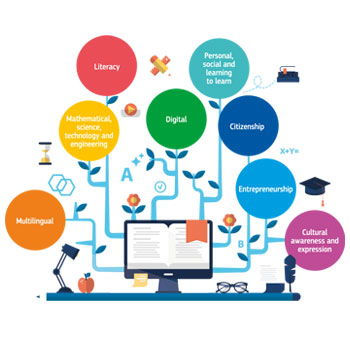 Literacy
Personal,
social and
learning
to learn
Mathematical,
science,
technology and
engineering
Digital
Citizenship
A
X+Y=
Entrepreneurship
Multilingual
B
Cultural
awareness and
expression